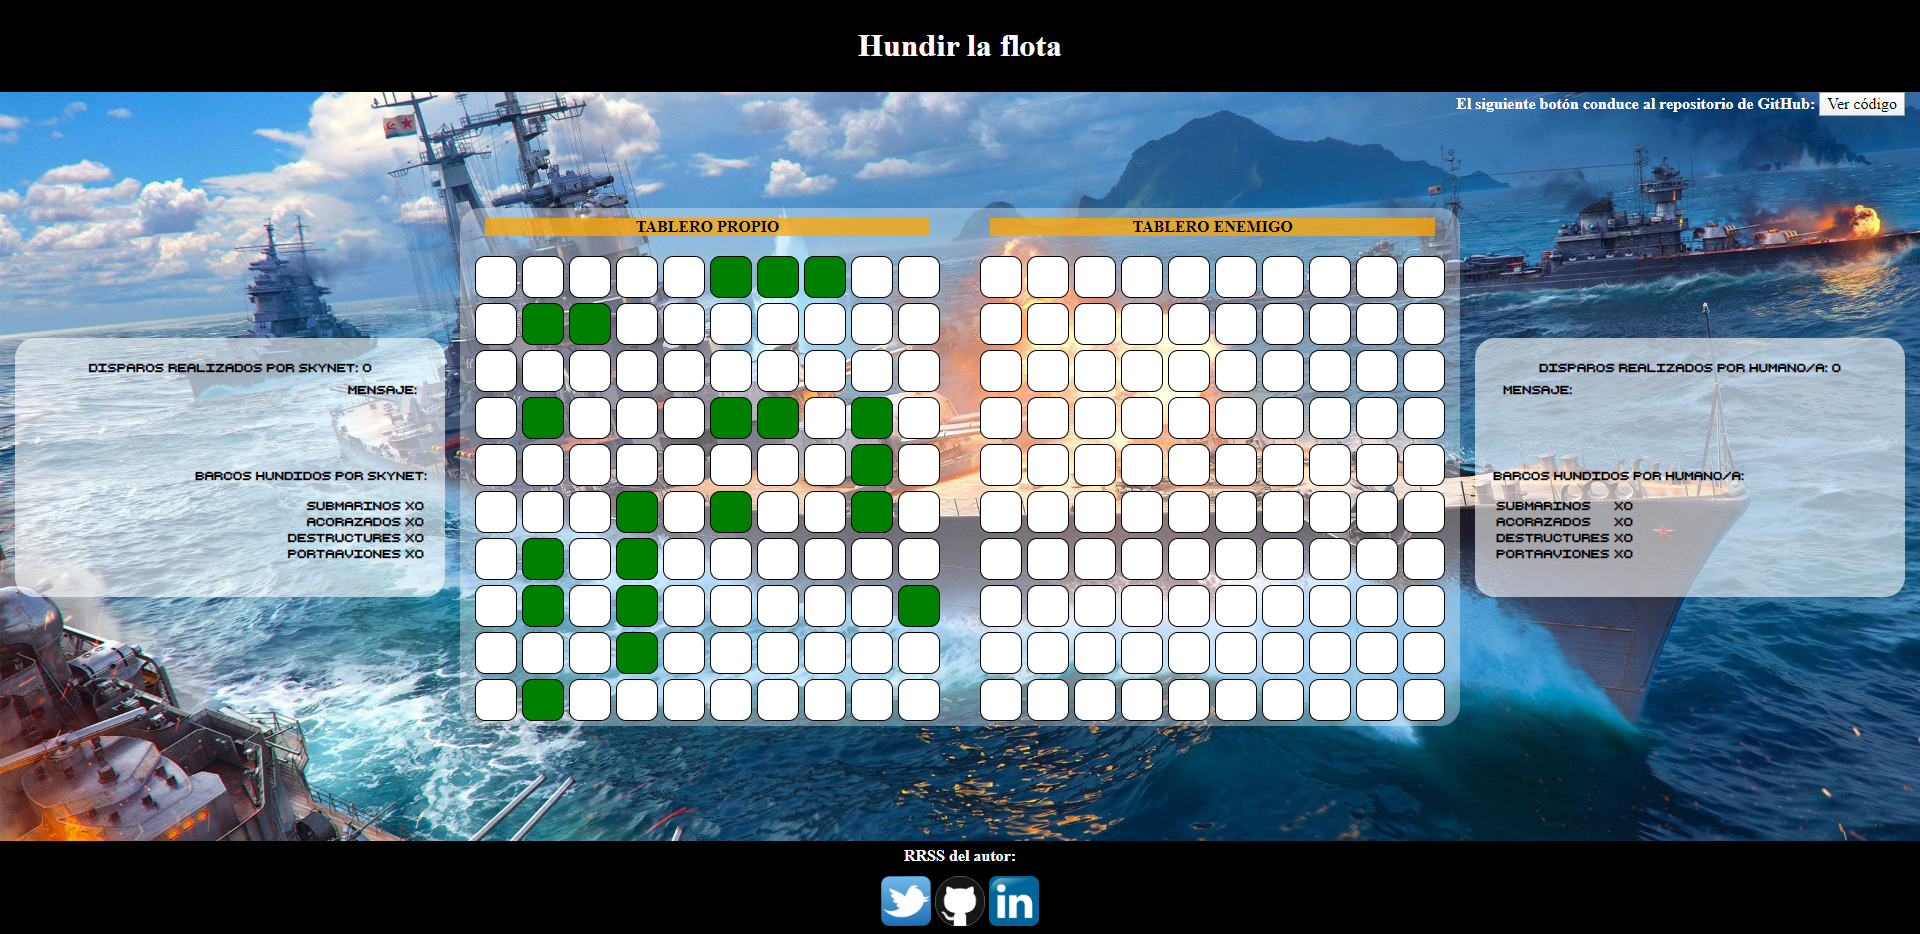 Hundir la flota
El siguiente botón conduce al repositorio de GitHub: Ver código
TABLERO PROPIO
TABLERO ENEMIGO
DISPAROS REALIZADOS POR SKYNET: 0
MENSAJE:
BARCOS HUNDIDOS POR SKYNET:
SUBMARINOS X0
ACORAZADOS X0
DESTRUCTURES X0
PORTAAVIONES X0
DISPAROS REALIZADOS POR HUMANO/A: 0
MENSAJE:
BARCOS HUNDIDOS POR HUMANO/A:
SUBMARINOS X0
ACORAZADOS X0
DESTRUCTURES X0
PORTAAVIONES X0
RRSS del autor:
in